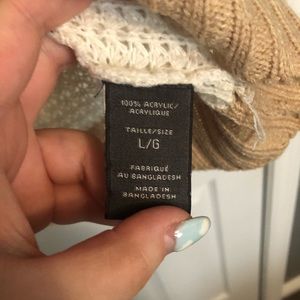 100% ACRYLIC/
ACRYLIQUE
TAILLE/SIZE
L/G
FABRIQUÉ
AU BANGLADESH
MADE IN
BANGLADESH